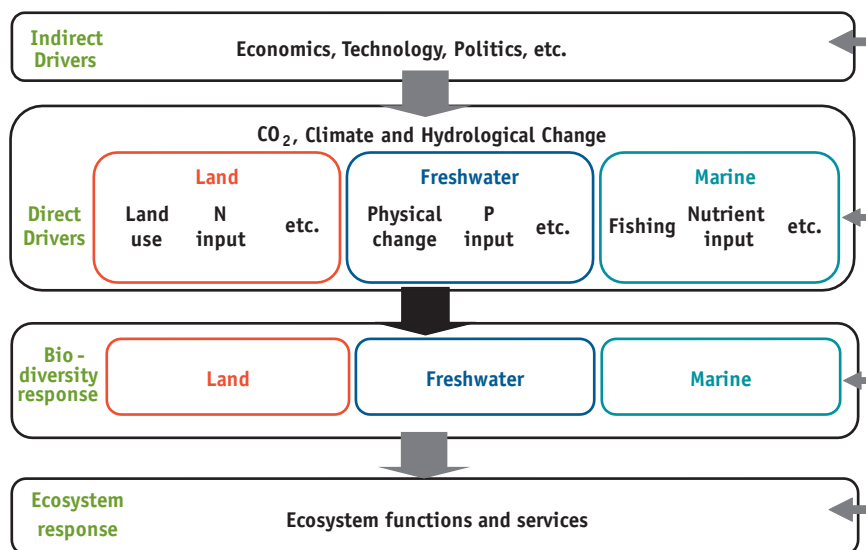 Indirect
Drivers
Economics, Technology, Politics, etc.
CO2, Climate and Hydrological Change
Direct
Drivers
Land
Land
use
N
input
etc.
Freshwater
Physical
change
P
input
etc.
Marine
Fishing
Nutrient
input
etc.
Bio -
diversity
response
Land
Freshwater
Marine
Ecosystem
response
Ecosystem functions and services